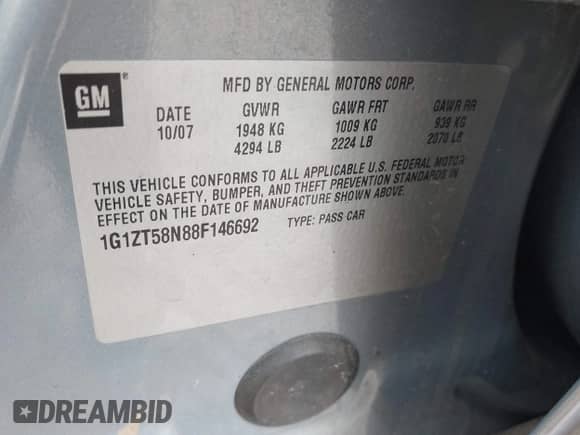 GM®
MFD BY GENERAL MOTORS CORP.
DATE GVWR GAWR FRT GAWR RR
10/07 1948 KG 1009 KG 939 KG
4294 LB 2224 LB 2070 LB
THIS VEHICLE CONFORMS TO ALL APPLICABLE U.S. FEDERAL MOTOR
VEHICLE SAFETY, BUMPER, AND THEFT PREVENTION STANDARDS IN
EFFECT ON THE DATE OF MANUFACTURE SHOWN ABOVE.
1G1ZT58N88F146692 TYPE: PASS CAR
DREAMBID